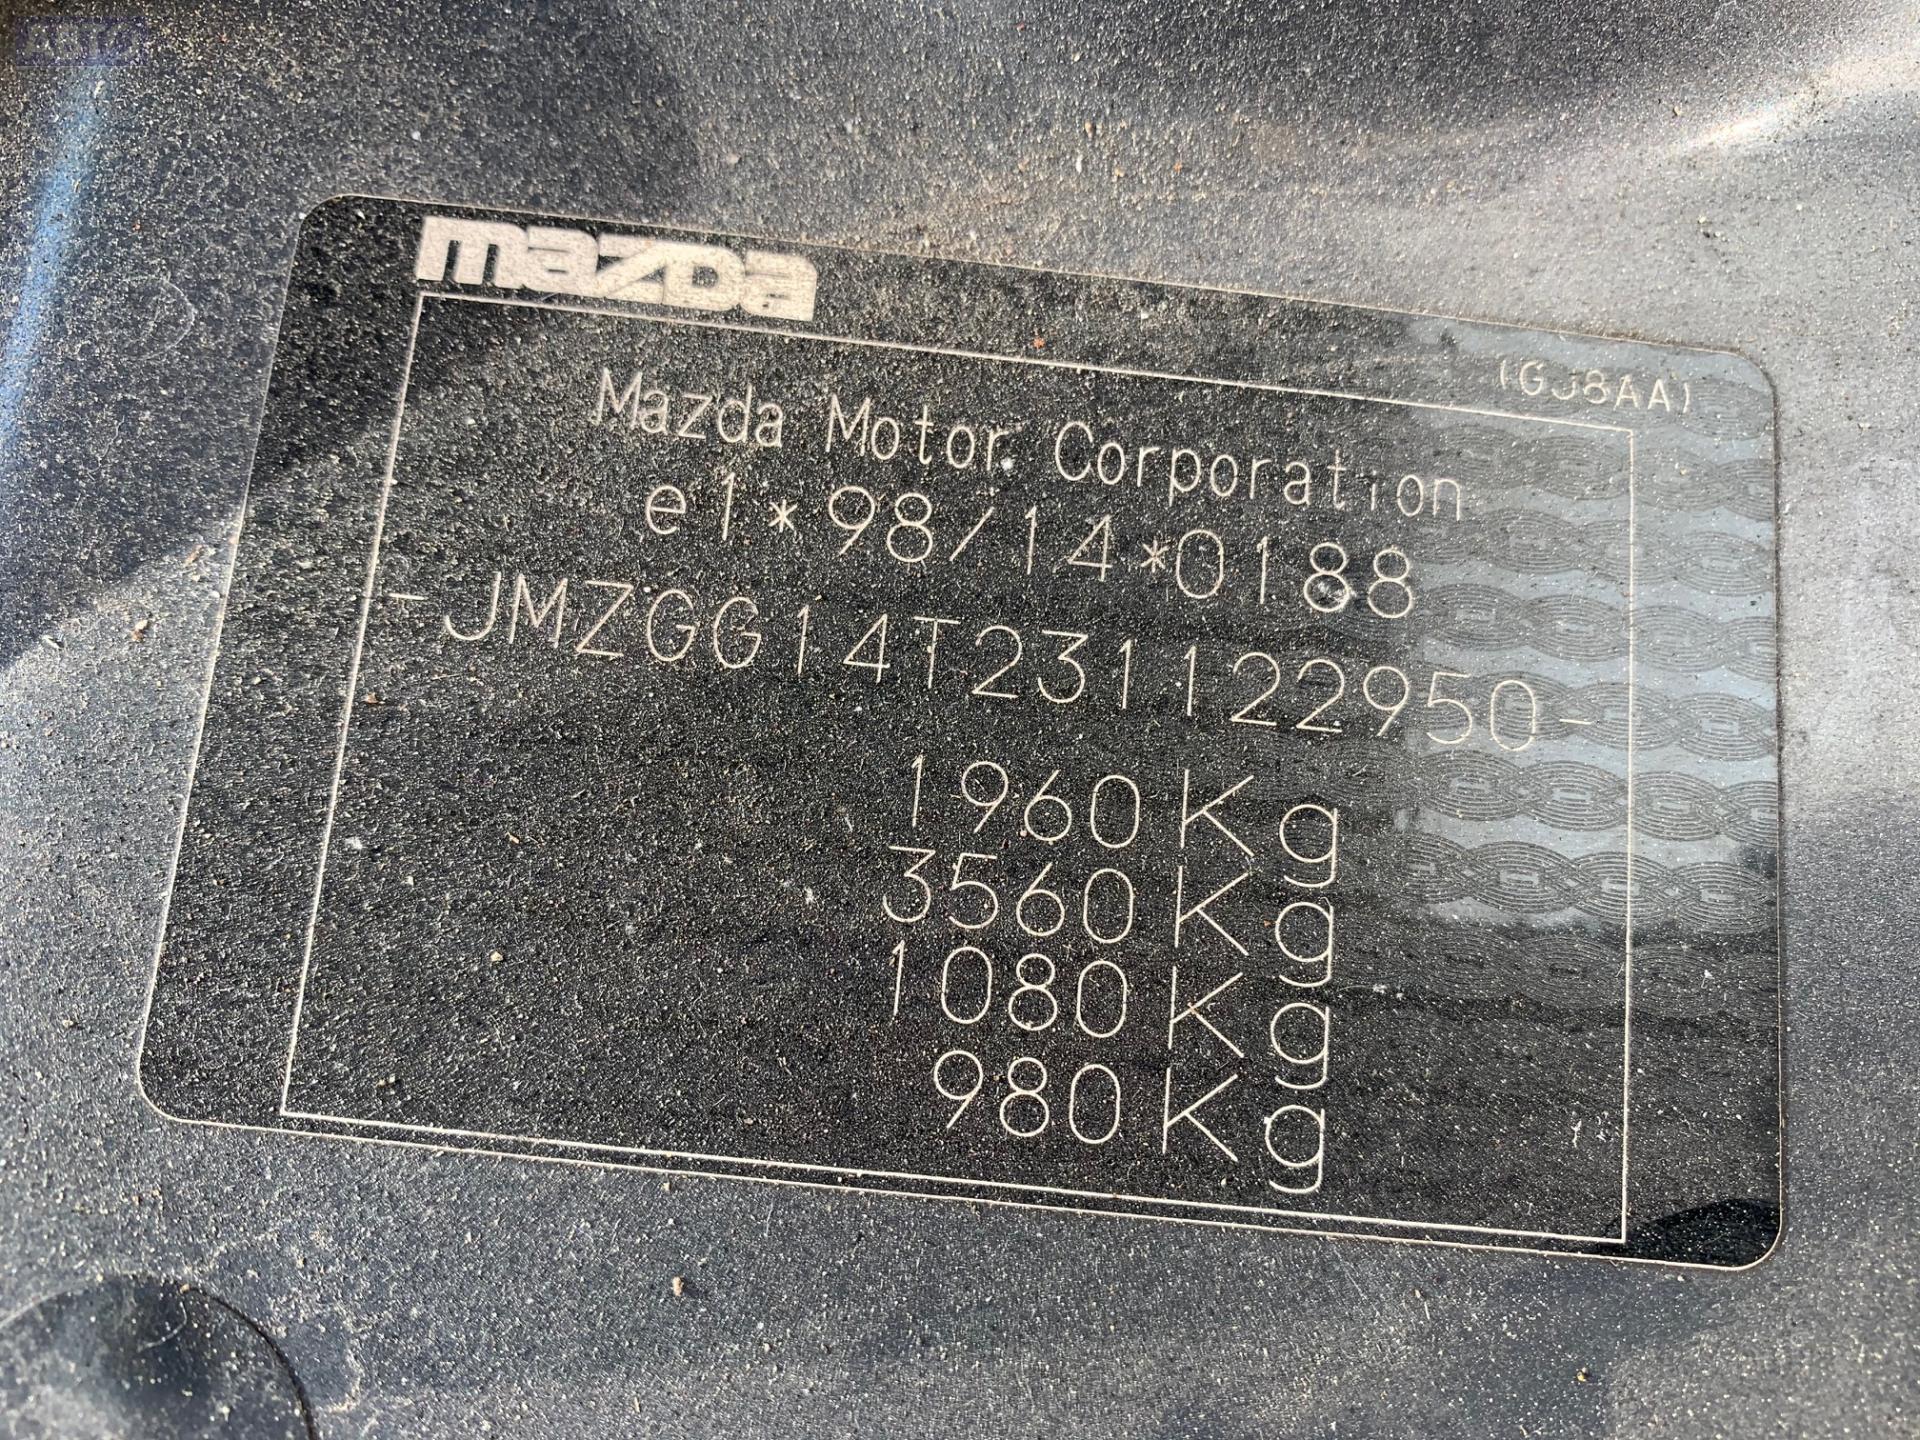 mazda
(GJ8AA)
Mazda Motor Corporation
e1*98/14*0188
-JMZGG14T231122950-
1960Kg
3560Kg
1080Kg
980Kg